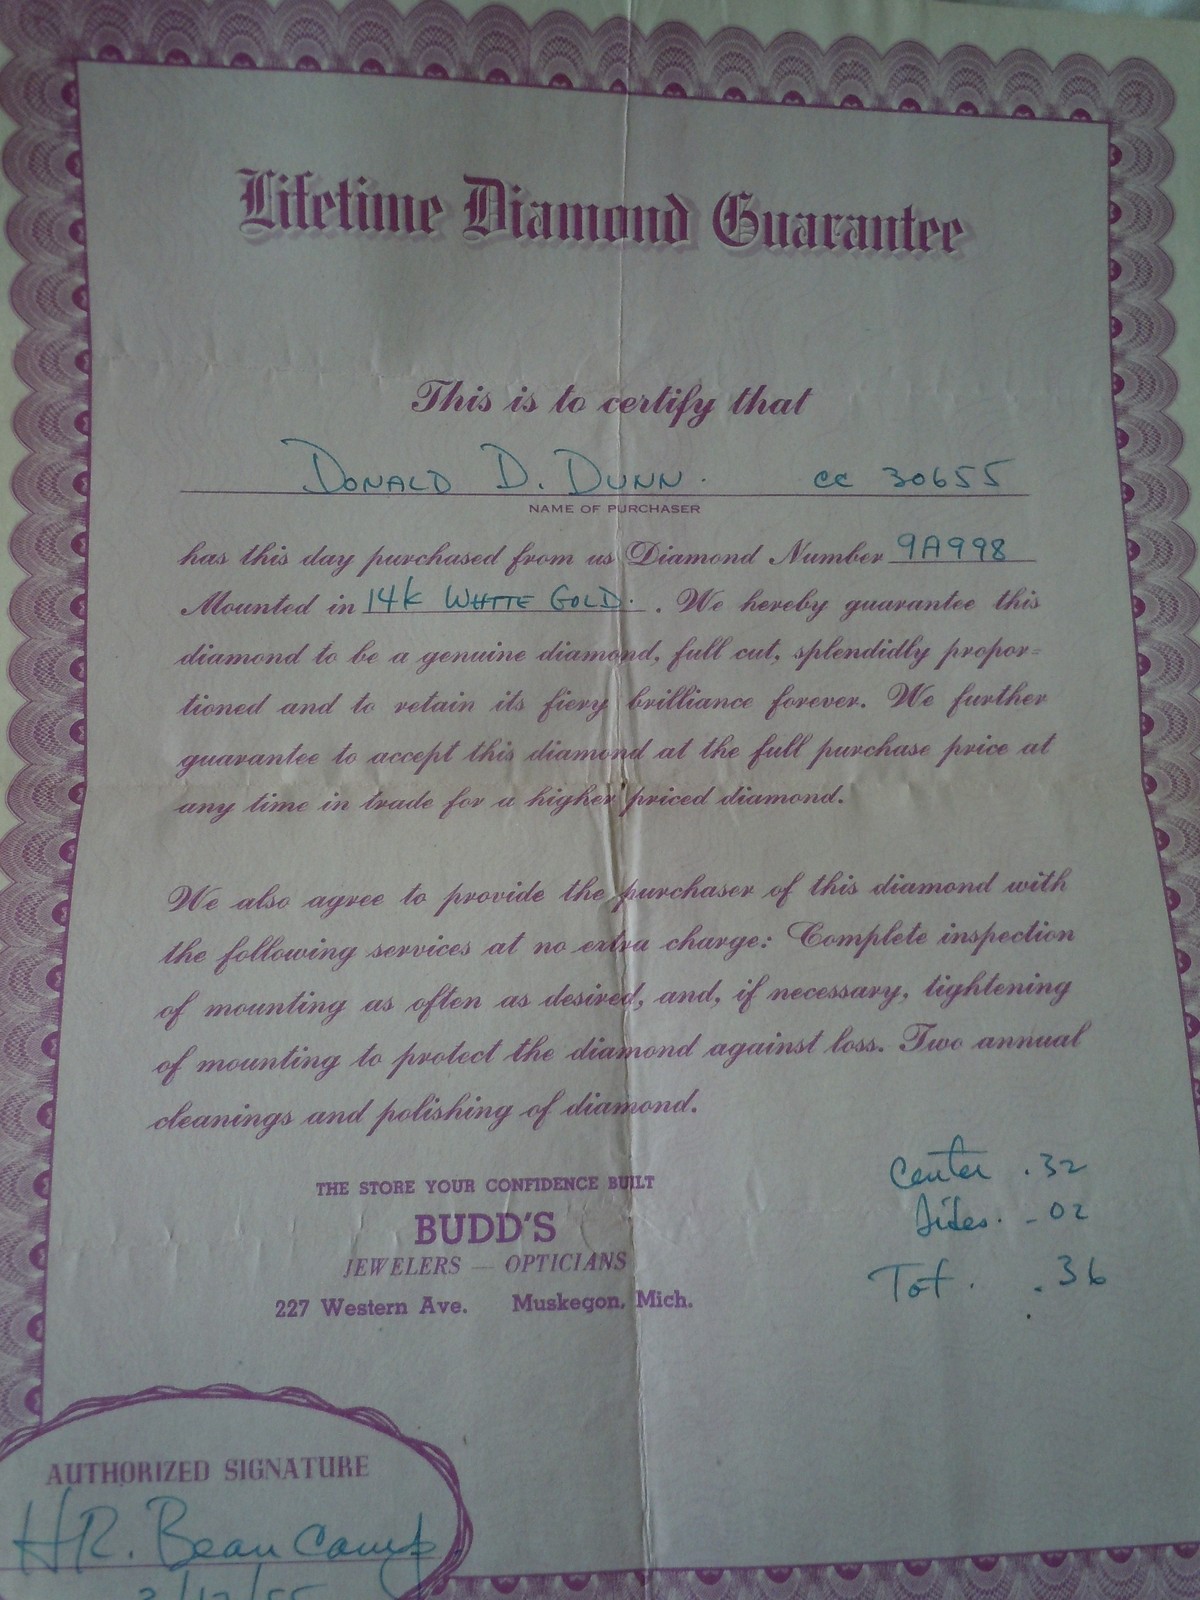 Lifetime Diamond Guarantee
This is to certify that
DONALD D. DUNN. CC 30655
NAME OF PURCHASER
has this day purchased from us Diamond Number 9A998
Mounted in 14k WHITE GOLD. . We hereby guarantee this
diamond to be a genuine diamond, full cut, splendidly propor=
tioned and to retain its fiery brilliance forever. We further
guarantee to accept this diamond at the full purchase price at
any time in trade for a higher priced diamond.
We also agree to provide the purchaser of this diamond with
the following services at no extra charge: Complete inspection
of mounting as often as desired, and, if necessary, tightening
of mounting to protect the diamond against loss. Two annual
cleanings and polishing of diamond.
Center .32
Sides. -02
Tot. .36
THE STORE YOUR CONFIDENCE BUILT
BUDD'S
JEWELERS — OPTICIANS
227 Western Ave. Muskegon, Mich.
AUTHORIZED SIGNATURE
HR. Beaucamp